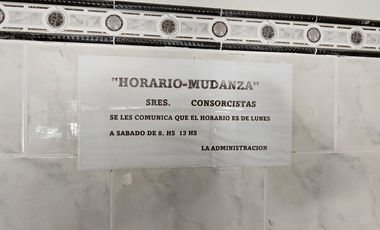 "HORARIO-MUDANZA"
SRES. CONSORCISTAS
SE LES COMUNICA QUE EL HORARIO ES DE LUNES
A SABADO DE 8. HS 13 HS
LA ADMINISTRACION